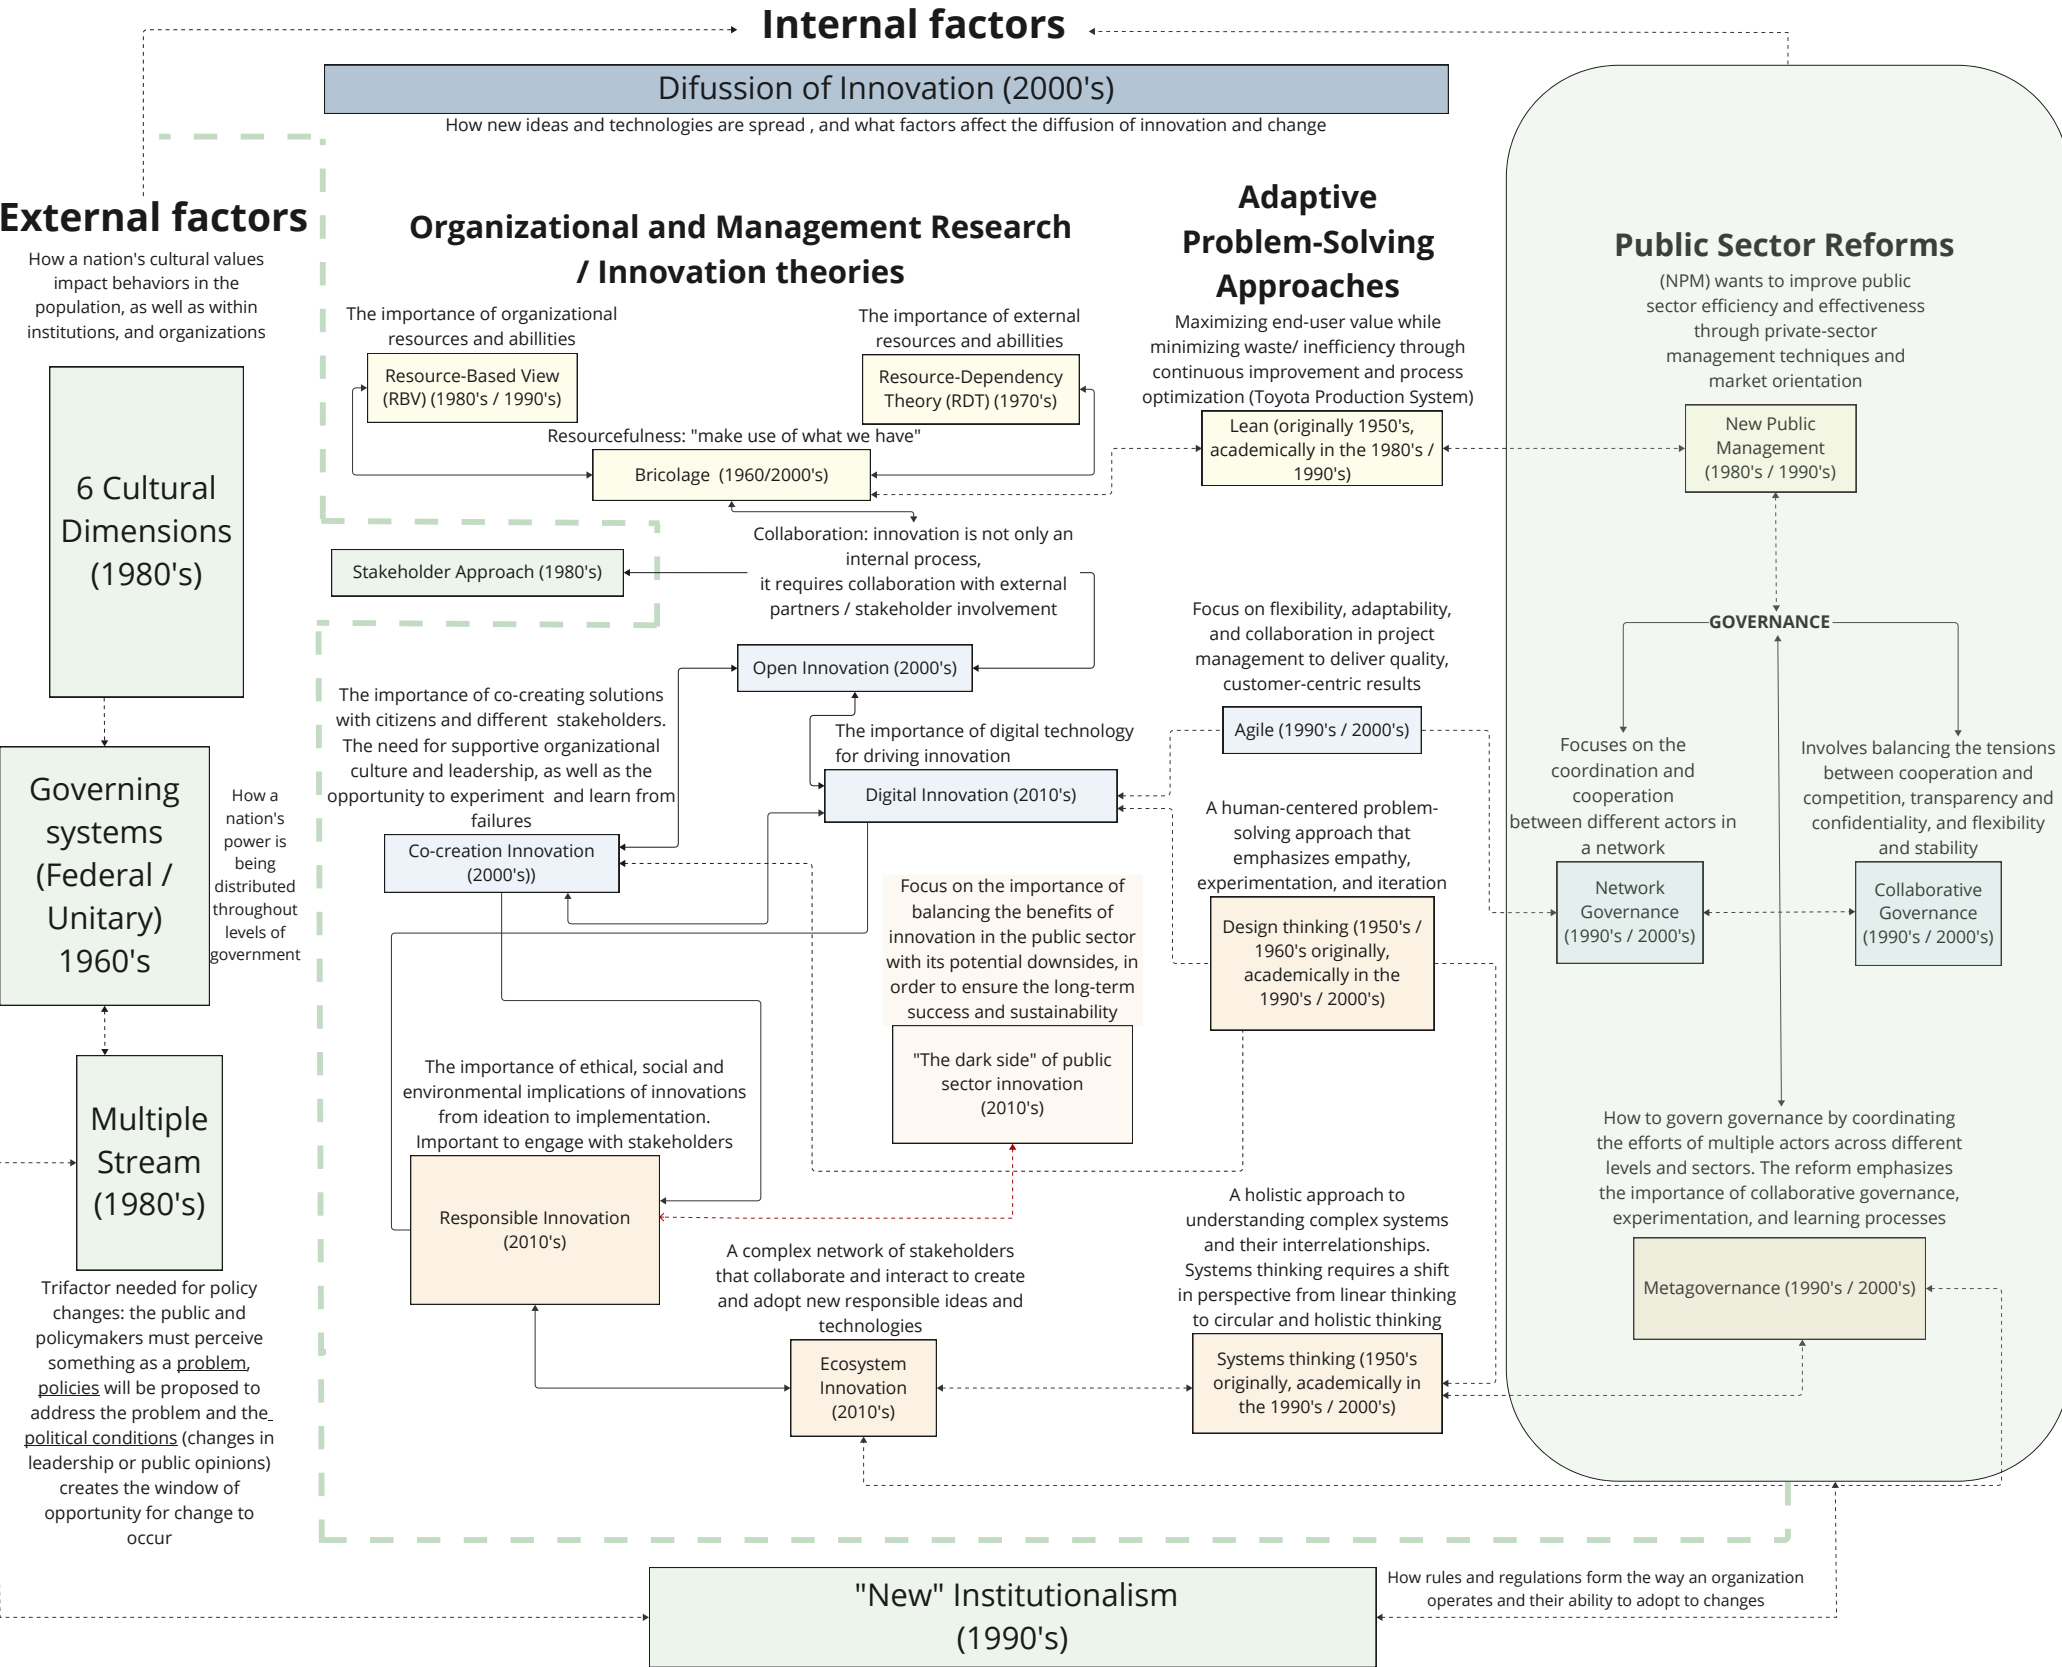 Internal factors
Difussion of Innovation (2000's)
How new ideas and technologies are spread , and what factors affect the diffusion of innovation and change
External factors
How a nation's cultural values
impact behaviors in the
population, as well as within
institutions, and organizations
6 Cultural
Dimensions
(1980's)
Governing
systems
(Federal /
Unitary)
1960's
How a
nation's
power is
being
distributed
throughout
levels of
government
Multiple
Stream
(1980's)
Trifactor needed for policy
changes: the public and
policymakers must perceive
something as a problem,
policies will be proposed to
address the problem and the
political conditions (changes in
leadership or public opinions)
creates the window of
opportunity for change to
occur
Organizational and Management Research
/ Innovation theories
The importance of organizational
resources and abillities
Resource-Based View
(RBV) (1980's / 1990's)
The importance of external
resources and abillities
Resource-Dependency
Theory (RDT) (1970's)
Resourcefulness: "make use of what we have"
Bricolage (1960/2000's)
Collaboration: innovation is not only an
internal process,
it requires collaboration with external
partners / stakeholder involvement
Stakeholder Approach (1980's)
Open Innovation (2000's)
The importance of co-creating solutions
with citizens and different stakeholders.
The need for supportive organizational
culture and leadership, as well as the
opportunity to experiment and learn from
failures
Co-creation Innovation
(2000's))
The importance of digital technology
for driving innovation
Digital Innovation (2010's)
Focus on the importance of
balancing the benefits of
innovation in the public sector
with its potential downsides, in
order to ensure the long-term
success and sustainability
"The dark side" of public
sector innovation
(2010's)
The importance of ethical, social and
environmental implications of innovations
from ideation to implementation.
Important to engage with stakeholders
Responsible Innovation
(2010's)
A complex network of stakeholders
that collaborate and interact to create
and adopt new responsible ideas and
technologies
Ecosystem
Innovation
(2010's)
Adaptive
Problem-Solving
Approaches
Maximizing end-user value while
minimizing waste/ inefficiency through
continuous improvement and process
optimization (Toyota Production System)
Lean (originally 1950's,
academically in the 1980's /
1990's)
Focus on flexibility, adaptability,
and collaboration in project
management to deliver quality,
customer-centric results
Agile (1990's / 2000's)
A human-centered problem-
solving approach that
emphasizes empathy,
experimentation, and iteration
Design thinking (1950's /
1960's originally,
academically in the
1990's / 2000's)
A holistic approach to
understanding complex systems
and their interrelationships.
Systems thinking requires a shift
in perspective from linear thinking
to circular and holistic thinking
Systems thinking (1950's
originally, academically in
the 1990's / 2000's)
Public Sector Reforms
(NPM) wants to improve public
sector efficiency and effectiveness
through private-sector
management techniques and
market orientation
New Public
Management
(1980's / 1990's)
GOVERNANCE
Focuses on the
coordination and
cooperation
between different actors in
a network
Network
Governance
(1990's / 2000's)
Involves balancing the tensions
between cooperation and
competition, transparency and
confidentiality, and flexibility
and stability
Collaborative
Governance
(1990's / 2000's)
How to govern governance by coordinating
the efforts of multiple actors across different
levels and sectors. The reform emphasizes
the importance of collaborative governance,
experimentation, and learning processes
Metagovernance (1990's / 2000's)
"New" Institutionalism
(1990's)
How rules and regulations form the way an organization
operates and their ability to adopt to changes